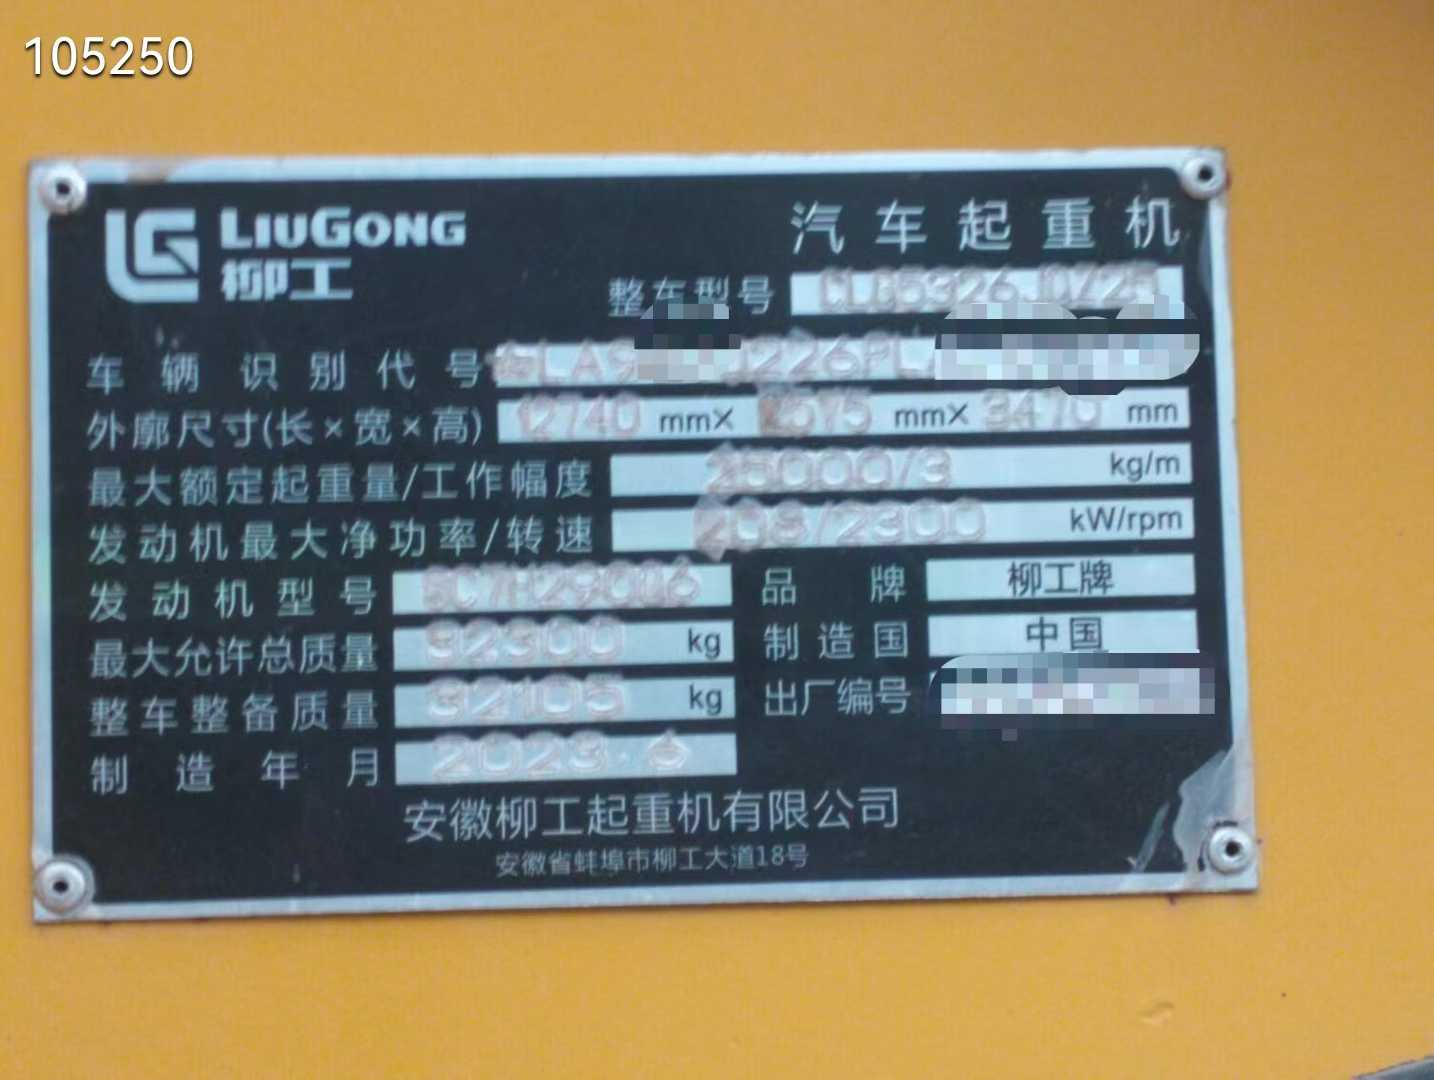 105250
LIUGONG
柳工
汽车起重机
整车型号 CLG5326JQZ25
车辆识别代号
外廓尺寸(长×宽×高) 12740 mmX 2575 mmX 3470 mm
最大额定起重量/工作幅度 25000/3 kg/m
发动机最大净功率/转速 208/2300 kW/rpm
发动机型号 SC7H290Q6
品牌 柳工牌
最大允许总质量 32300 kg
制造国 中国
整车整备质量 32105 kg
出厂编号
制造年月 2023.6
安徽柳工起重机有限公司
安徽省蚌埠市柳工大道18号